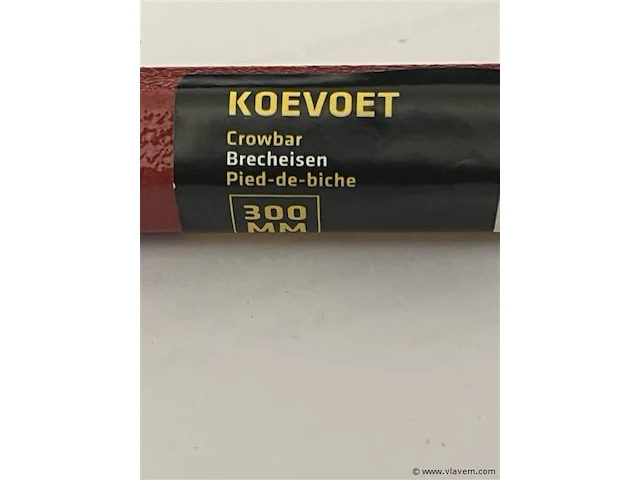 KOEVOET
Crowbar
Brecheisen
Pied-de-biche
300
MM
© www.vlavem.com